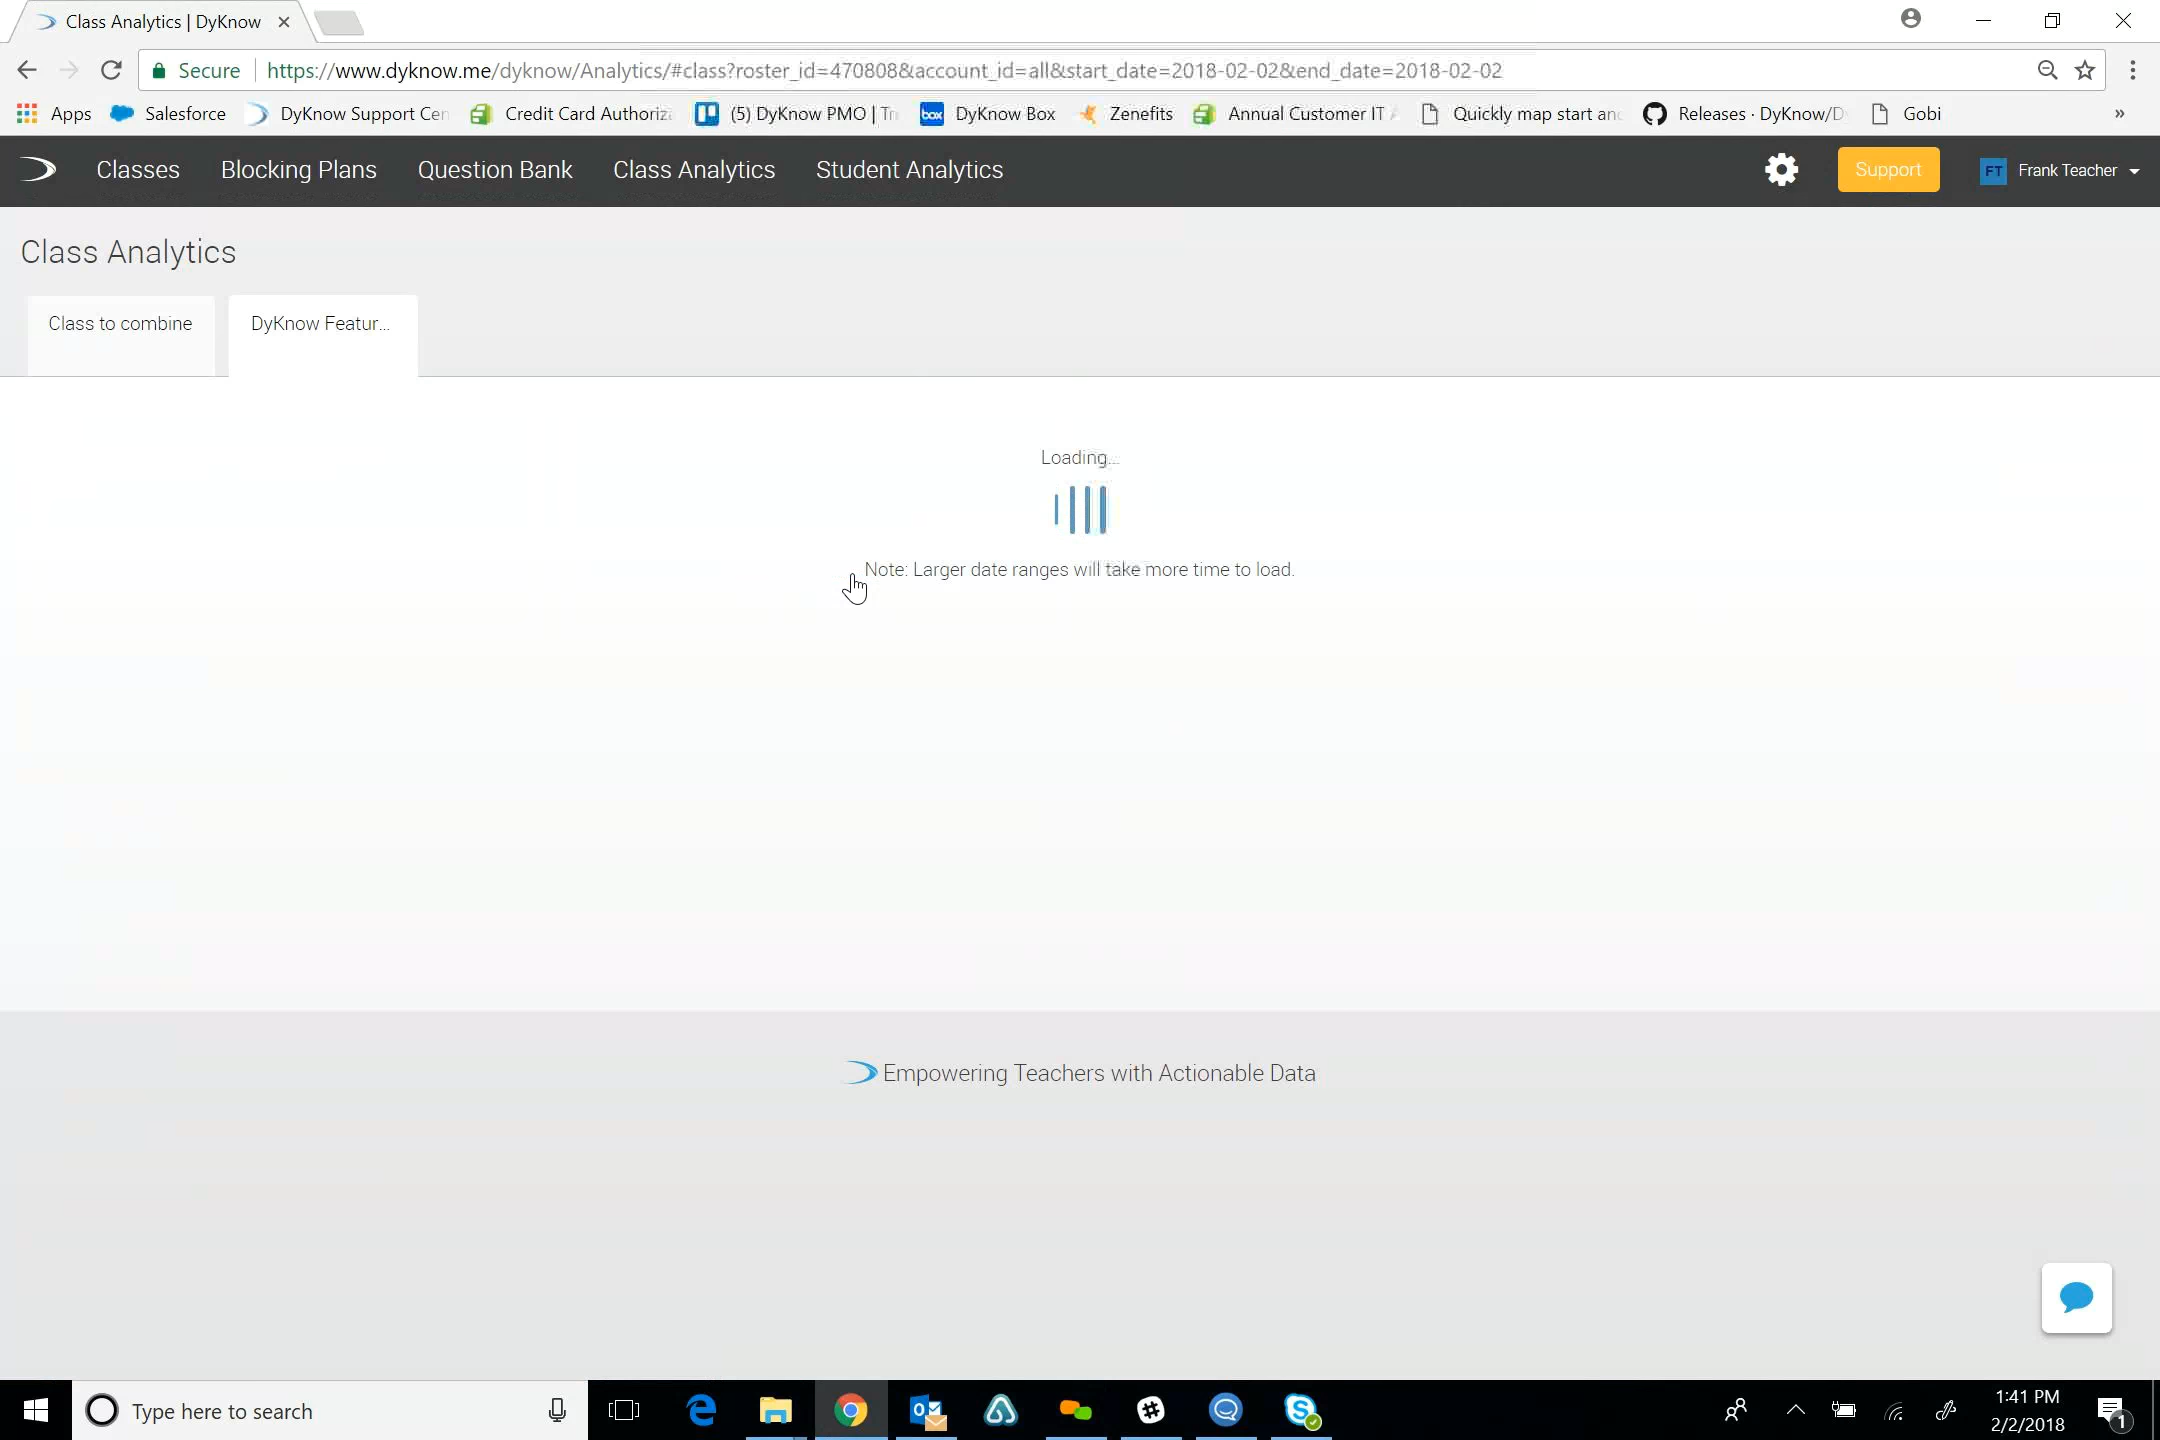 Class Analytics | DyKnow
Secure https://www.dyknow.me/dyknow/Analytics/#class?roster_id=470808&account_id=all&start_date=2018-02-02&end_date=2018-02-02
Apps Salesforce DyKnow Support Cen Credit Card Authoriz (5) DyKnow PMO | Tr box DyKnow Box Zenefits Annual Customer IT Quickly map start and Releases · DyKnow/D Gobi »
Classes Blocking Plans Question Bank Class Analytics Student Analytics Support FT Frank Teacher
Class Analytics
Class to combine DyKnow Featur...
Loading...
Note: Larger date ranges will take more time to load.
Empowering Teachers with Actionable Data
Type here to search
1:41 PM
2/2/2018
1